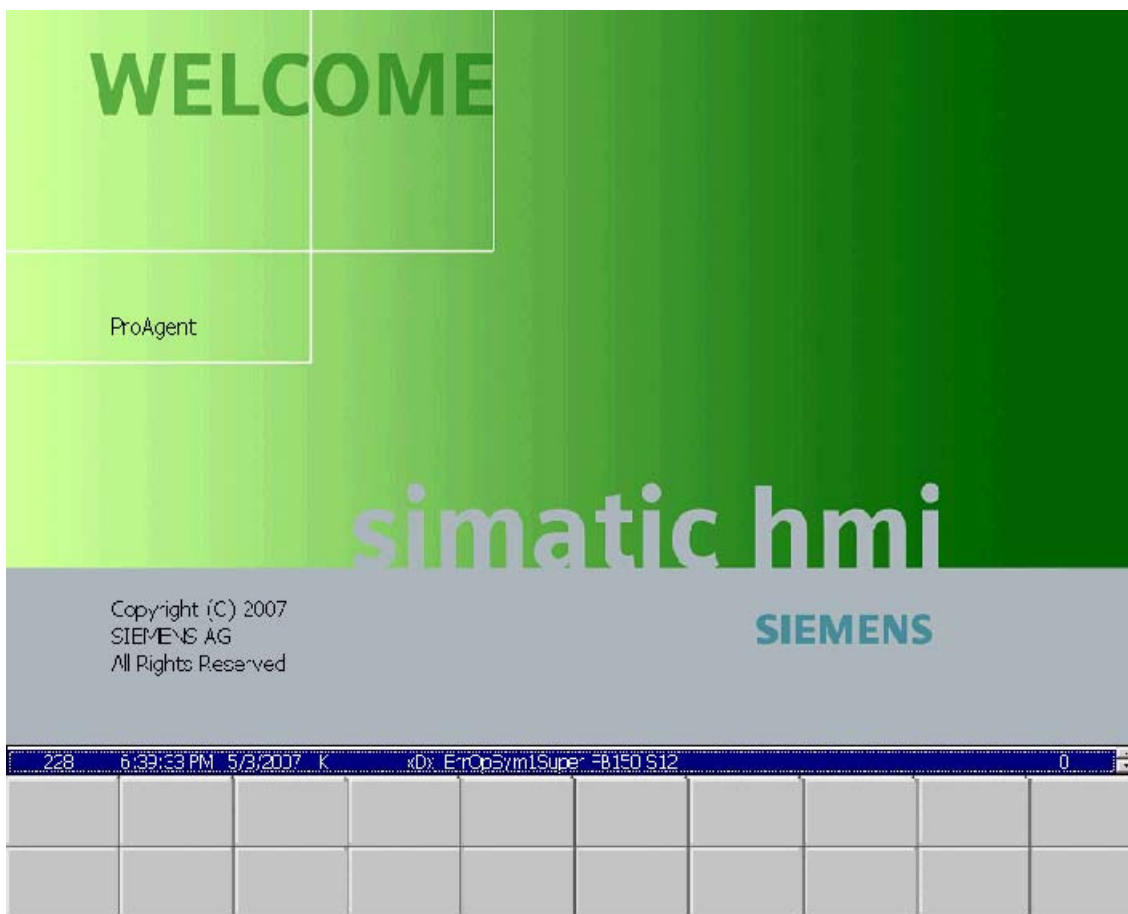 WELCOME
ProAgent
simatic hmi
Copyright (C) 2007
SIEMENS AG
All Rights Reserved
SIEMENS
228 6:39:33 PM 5/3/2007 K xDx ErrOpSym1Super FB150 S12 0